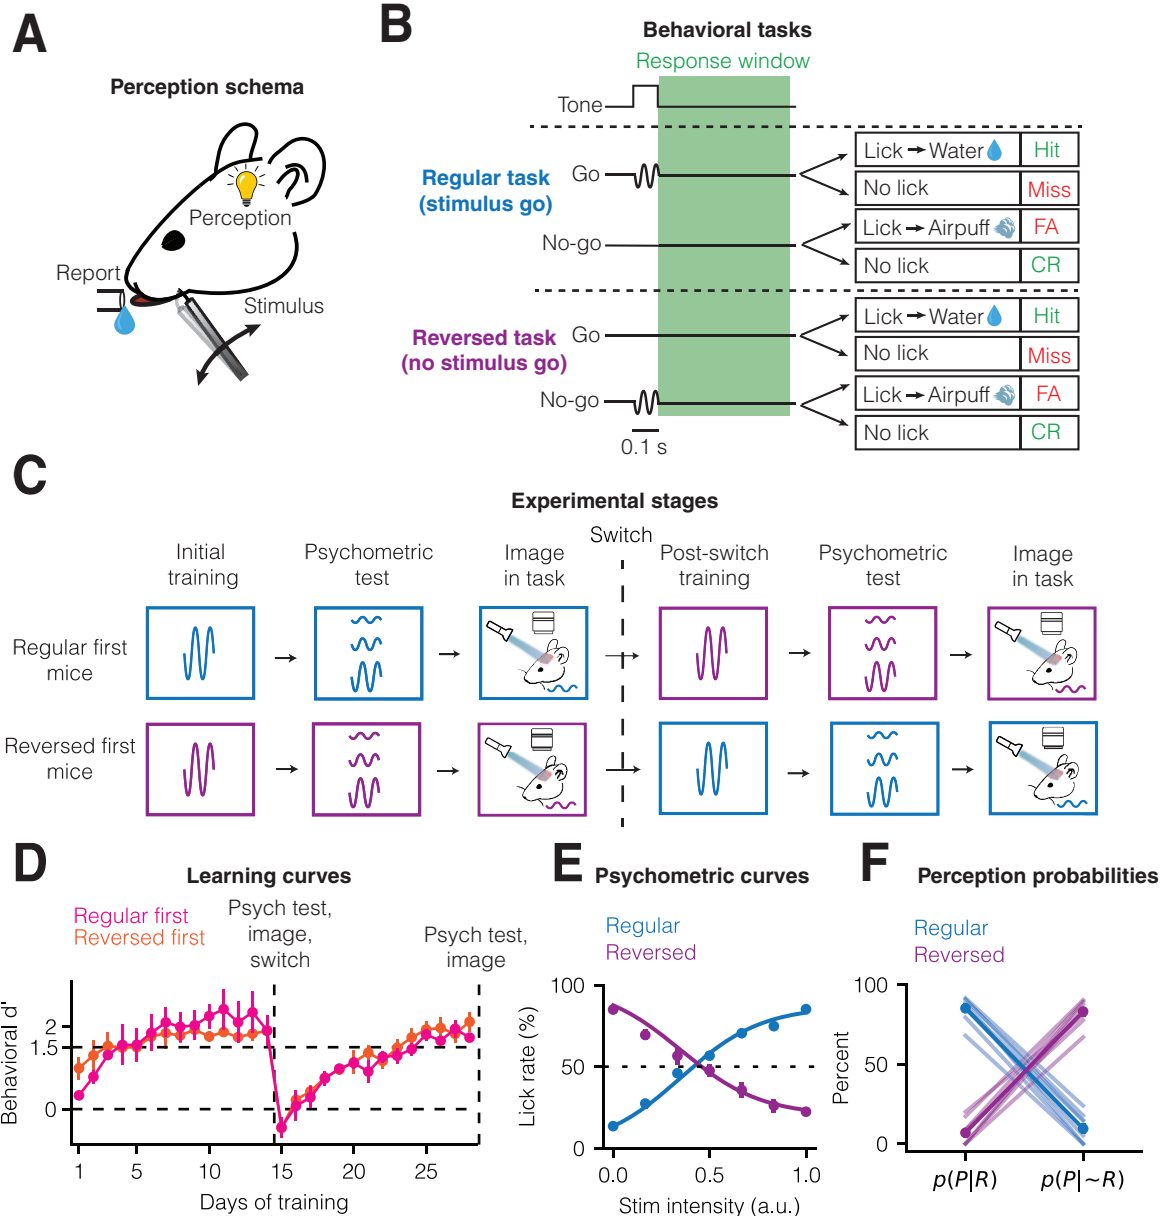 A
Perception schema
Perception
Report
Stimulus
B
Behavioral tasks
Response window
Tone
Regular task
(stimulus go)
Go
Lick → Water
Hit
No lick
Miss
No-go
Lick → Airpuff
FA
No lick
CR
Reversed task
(no stimulus go)
Go
Lick → Water
Hit
No lick
Miss
No-go
Lick → Airpuff
FA
No lick
CR
0.1 s
C
Experimental stages
Switch
Initial
training
Psychometric
test
Image
in task
Post-switch
training
Psychometric
test
Image
in task
Regular first
mice
Reversed first
mice
D
Learning curves
Regular first
Reversed first
Psych test,
image,
switch
Psych test,
image
Behavioral d'
2
1.5
0
1 5 10 15 20 25
Days of training
E
Psychometric curves
Regular
Reversed
Lick rate (%)
100
50
0
0.0 0.5 1.0
Stim intensity (a.u.)
F
Perception probabilities
Regular
Reversed
Percent
100
50
0
p(P|R) p(P|~R)